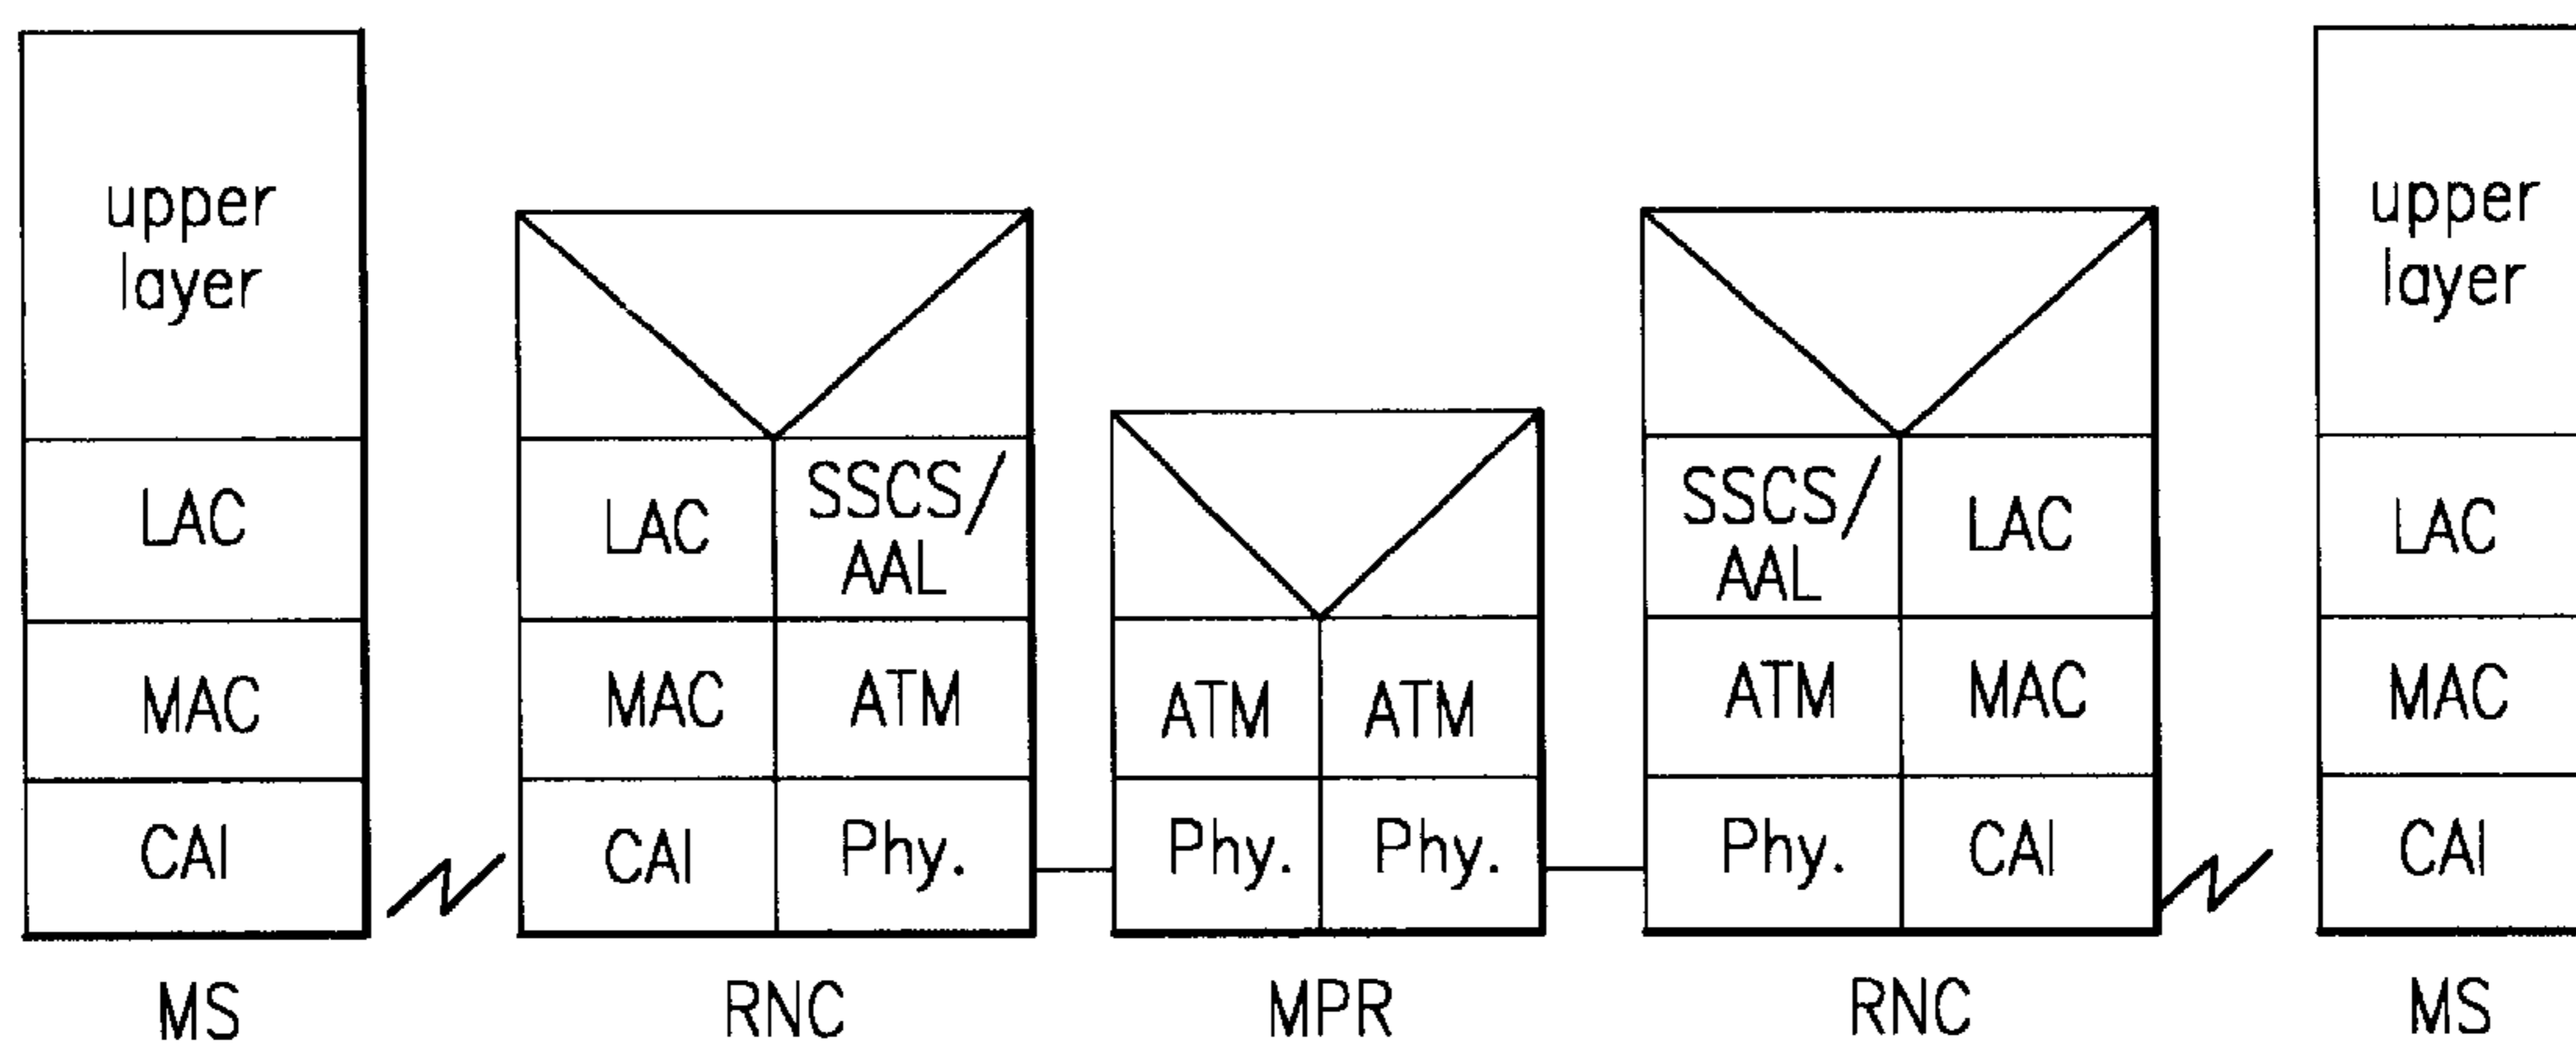 upper
layer
LAC
MAC
CAI
MS
LAC
SSCS/
AAL
MAC
ATM
CAI
Phy.
RNC
ATM
ATM
Phy.
Phy.
MPR
SSCS/
AAL
LAC
ATM
MAC
Phy.
CAI
RNC
upper
layer
LAC
MAC
CAI
MS